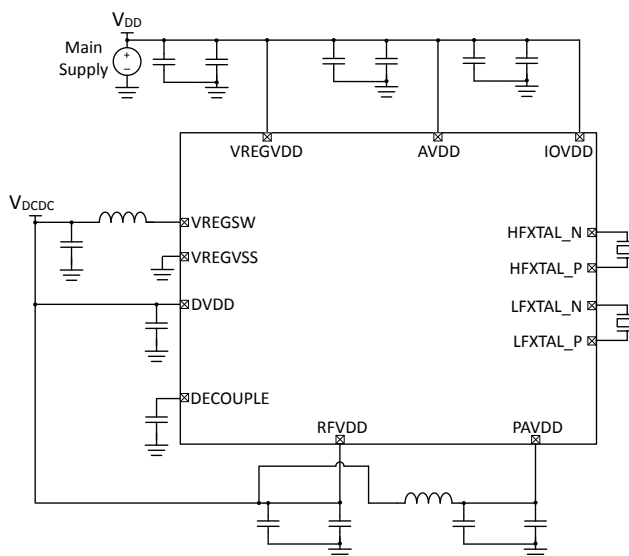 VDD
Main
Supply
+
−
VREGVDD
AVDD
IOVDD
VDCDC
VREGSW
VREGVSS
DVDD
DECOUPLE
HFXTAL_N
HFXTAL_P
LFXTAL_N
LFXTAL_P
RFVDD
PAVDD